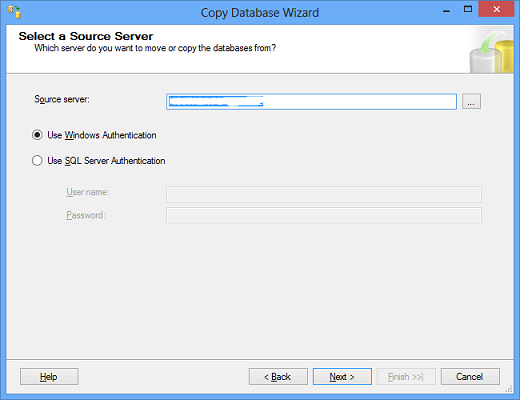 Copy Database Wizard
Select a Source Server
Which server do you want to move or copy the databases from?
Source server:
...
Use Windows Authentication
Use SQL Server Authentication
User name:
Password:
Help
< Back
Next >
Finish >>|
Cancel